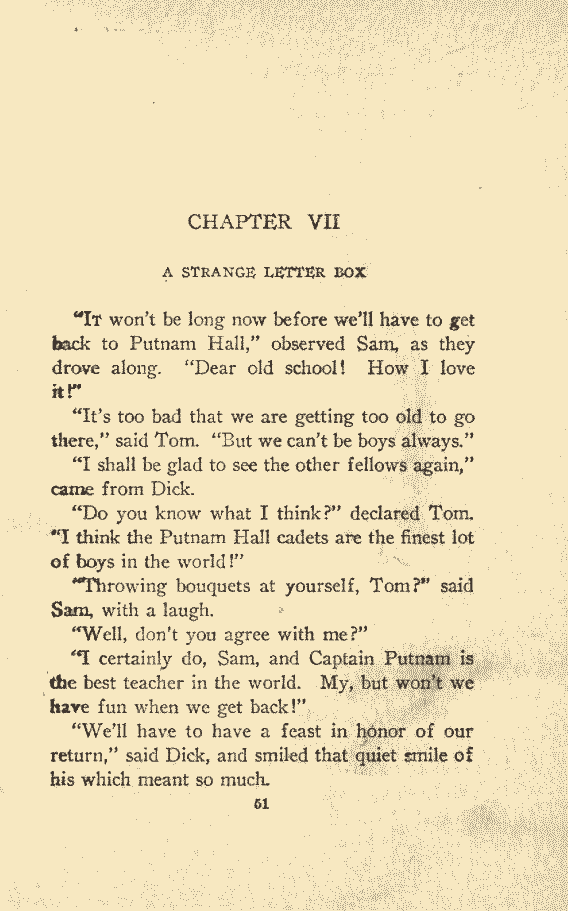 CHAPTER VII
A STRANGE LETTER BOX
“IT won’t be long now before we’ll have to get
back to Putnam Hall,” observed Sam, as they
drove along. “Dear old school! How I love
it!”
“It’s too bad that we are getting too old to go
there,” said Tom. “But we can’t be boys always.”
“I shall be glad to see the other fellows again,”
came from Dick.
“Do you know what I think?” declared Tom.
“I think the Putnam Hall cadets are the finest lot
of boys in the world!”
“Throwing bouquets at yourself, Tom?” said
Sam, with a laugh.
“Well, don’t you agree with me?”
“I certainly do, Sam, and Captain Putnam is
the best teacher in the world. My, but won’t we
have fun when we get back!”
“We’ll have to have a feast in honor of our
return,” said Dick, and smiled that quiet smile of
his which meant so much.
51